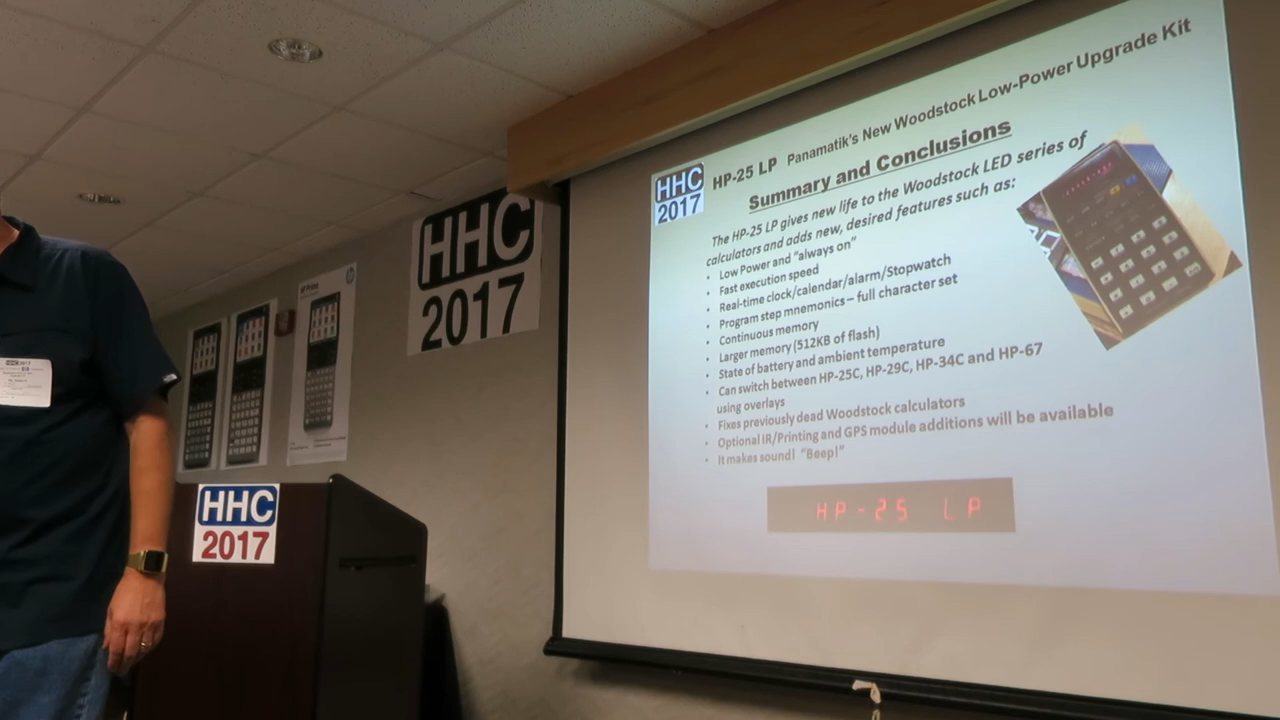 HHC
2017
HP-25 LP Panamatik's New Woodstock Low-Power Upgrade Kit
Summary and Conclusions
The HP-25 LP gives new life to the Woodstock LED series of
calculators and adds new, desired features such as:
• Low Power and "always on"
• Fast execution speed
• Real-time clock/calendar/alarm/Stopwatch
• Program step mnemonics – full character set
• Continuous memory
• Larger memory (512KB of flash)
• State of battery and ambient temperature
• Can switch between HP-25C, HP-29C, HP-34C and HP-67
using overlays
• Fixes previously dead Woodstock calculators
• Optional IR/Printing and GPS module additions will be available
• It makes sound! "Beep!"
HP-25 LP
HHC
2017
HHC
2017
HHC 2017